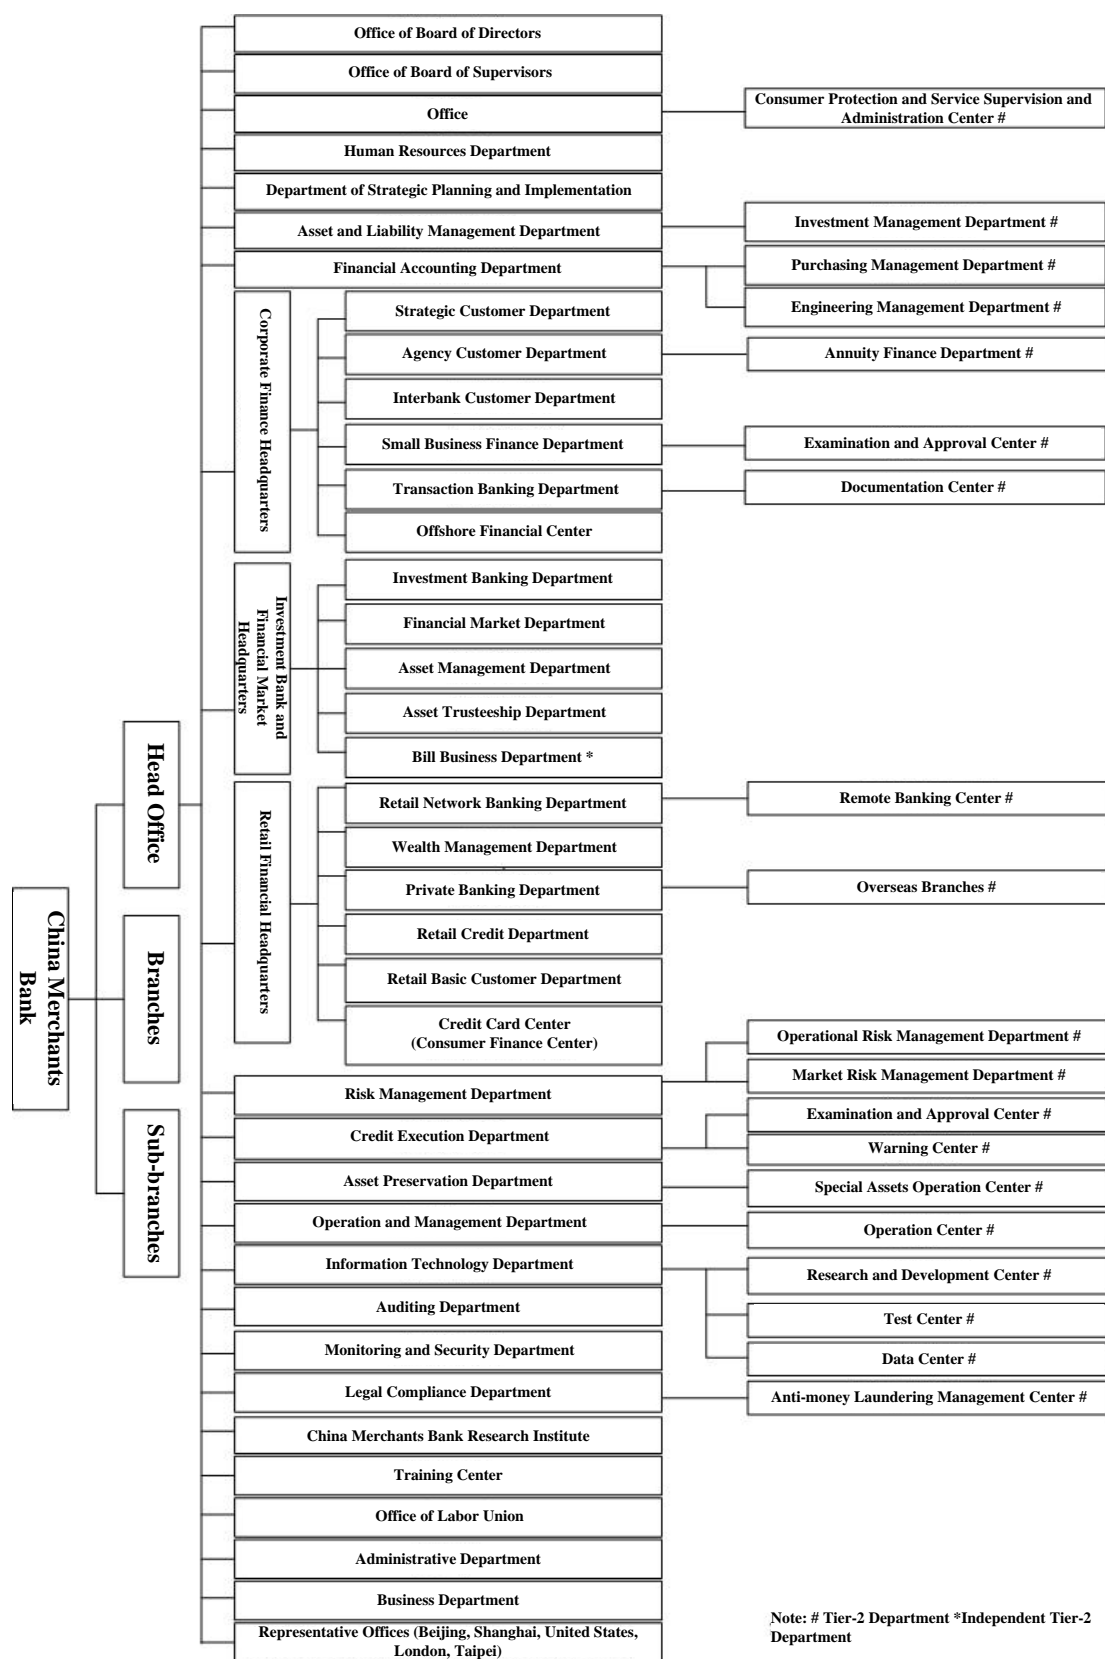 China Merchants
Bank
Head Office
Branches
Sub-branches
Office of Board of Directors
Office of Board of Supervisors
Office
Consumer Protection and Service Supervision and
Administration Center #
Human Resources Department
Department of Strategic Planning and Implementation
Asset and Liability Management Department
Investment Management Department #
Financial Accounting Department
Purchasing Management Department #
Engineering Management Department #
Corporate Finance Headquarters
Strategic Customer Department
Agency Customer Department
Annuity Finance Department #
Interbank Customer Department
Small Business Finance Department
Examination and Approval Center #
Transaction Banking Department
Documentation Center #
Offshore Financial Center
Investment Bank and
Financial Market
Headquarters
Investment Banking Department
Financial Market Department
Asset Management Department
Asset Trusteeship Department
Bill Business Department *
Retail Financial Headquarters
Retail Network Banking Department
Remote Banking Center #
Wealth Management Department
Private Banking Department
Overseas Branches #
Retail Credit Department
Retail Basic Customer Department
Credit Card Center
(Consumer Finance Center)
Risk Management Department
Operational Risk Management Department #
Market Risk Management Department #
Credit Execution Department
Examination and Approval Center #
Warning Center #
Asset Preservation Department
Special Assets Operation Center #
Operation and Management Department
Operation Center #
Information Technology Department
Research and Development Center #
Test Center #
Data Center #
Auditing Department
Monitoring and Security Department
Legal Compliance Department
Anti-money Laundering Management Center #
China Merchants Bank Research Institute
Training Center
Office of Labor Union
Administrative Department
Business Department
Representative Offices (Beijing, Shanghai, United States,
London, Taipei)
Note: # Tier-2 Department *Independent Tier-2
Department